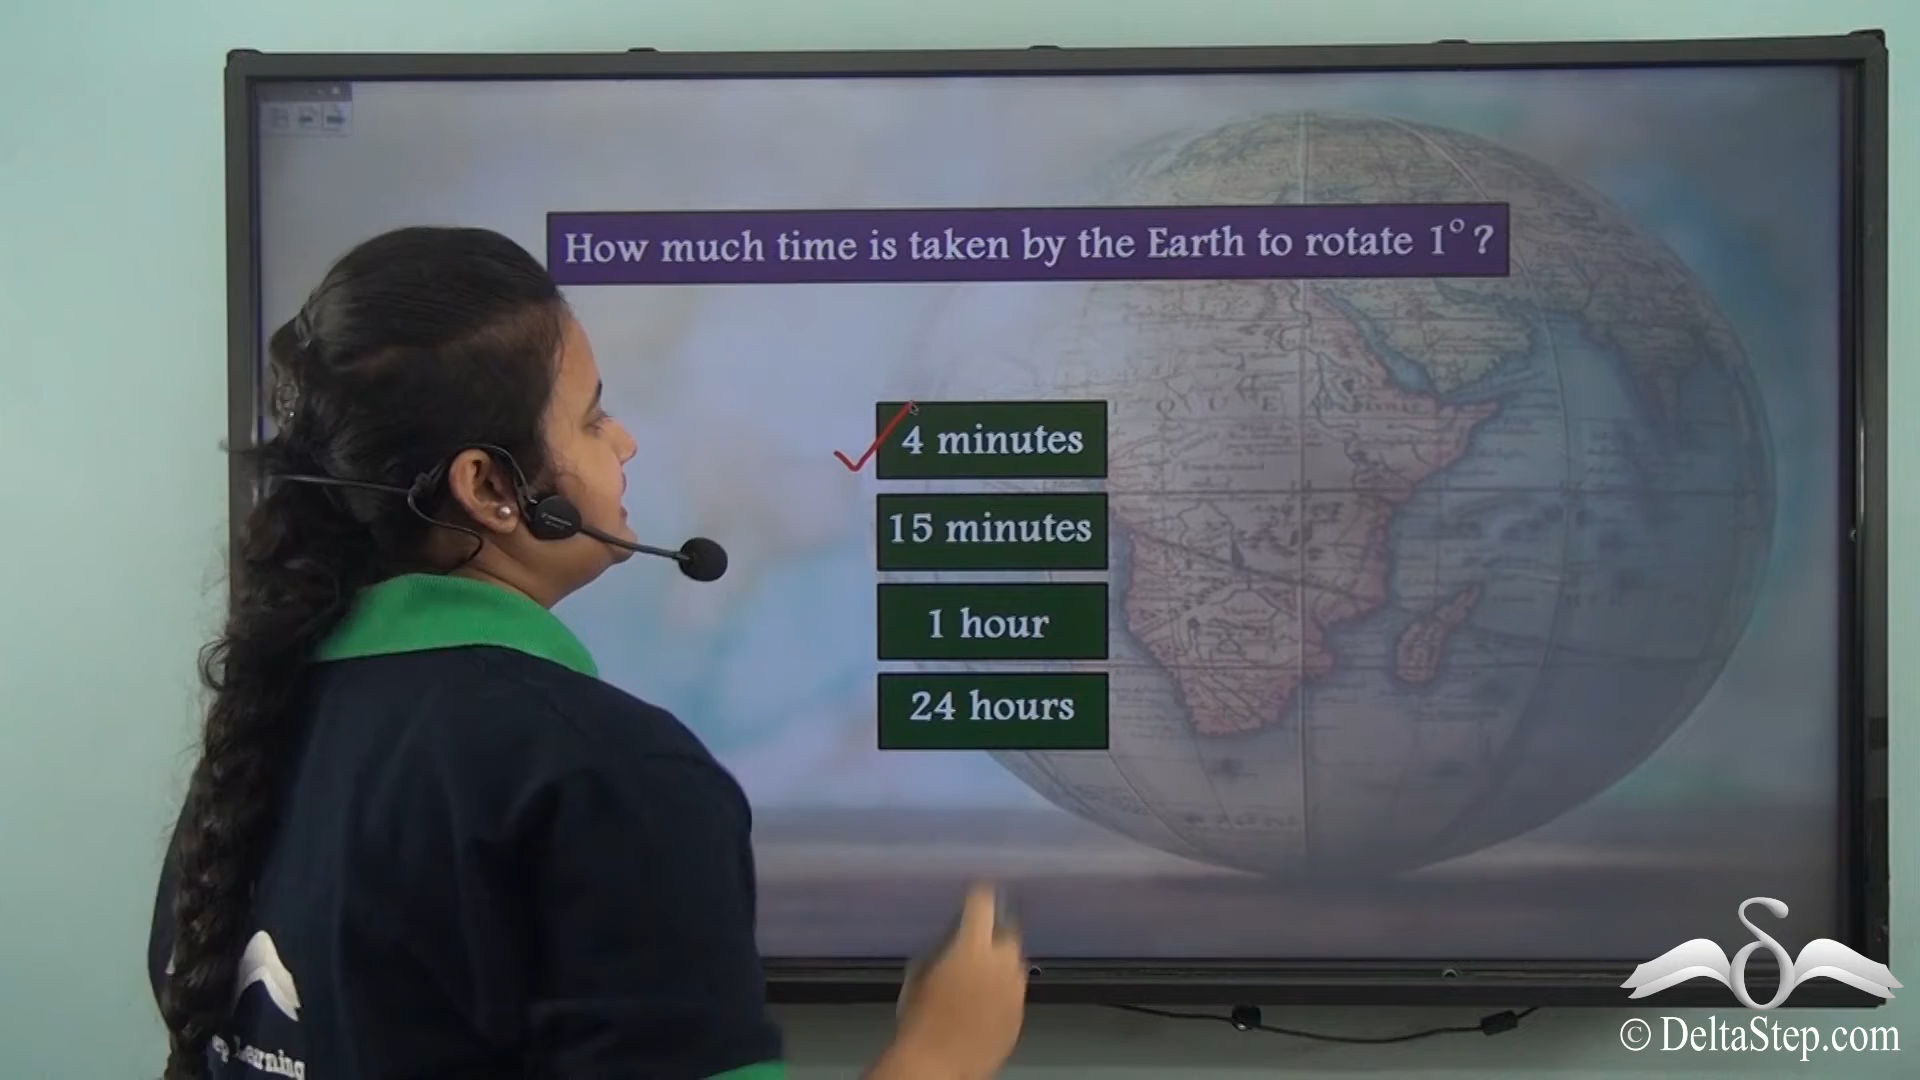 How much time is taken by the Earth to rotate 1° ?
4 minutes
15 minutes
1 hour
24 hours
Learning
© DeltaStep.com